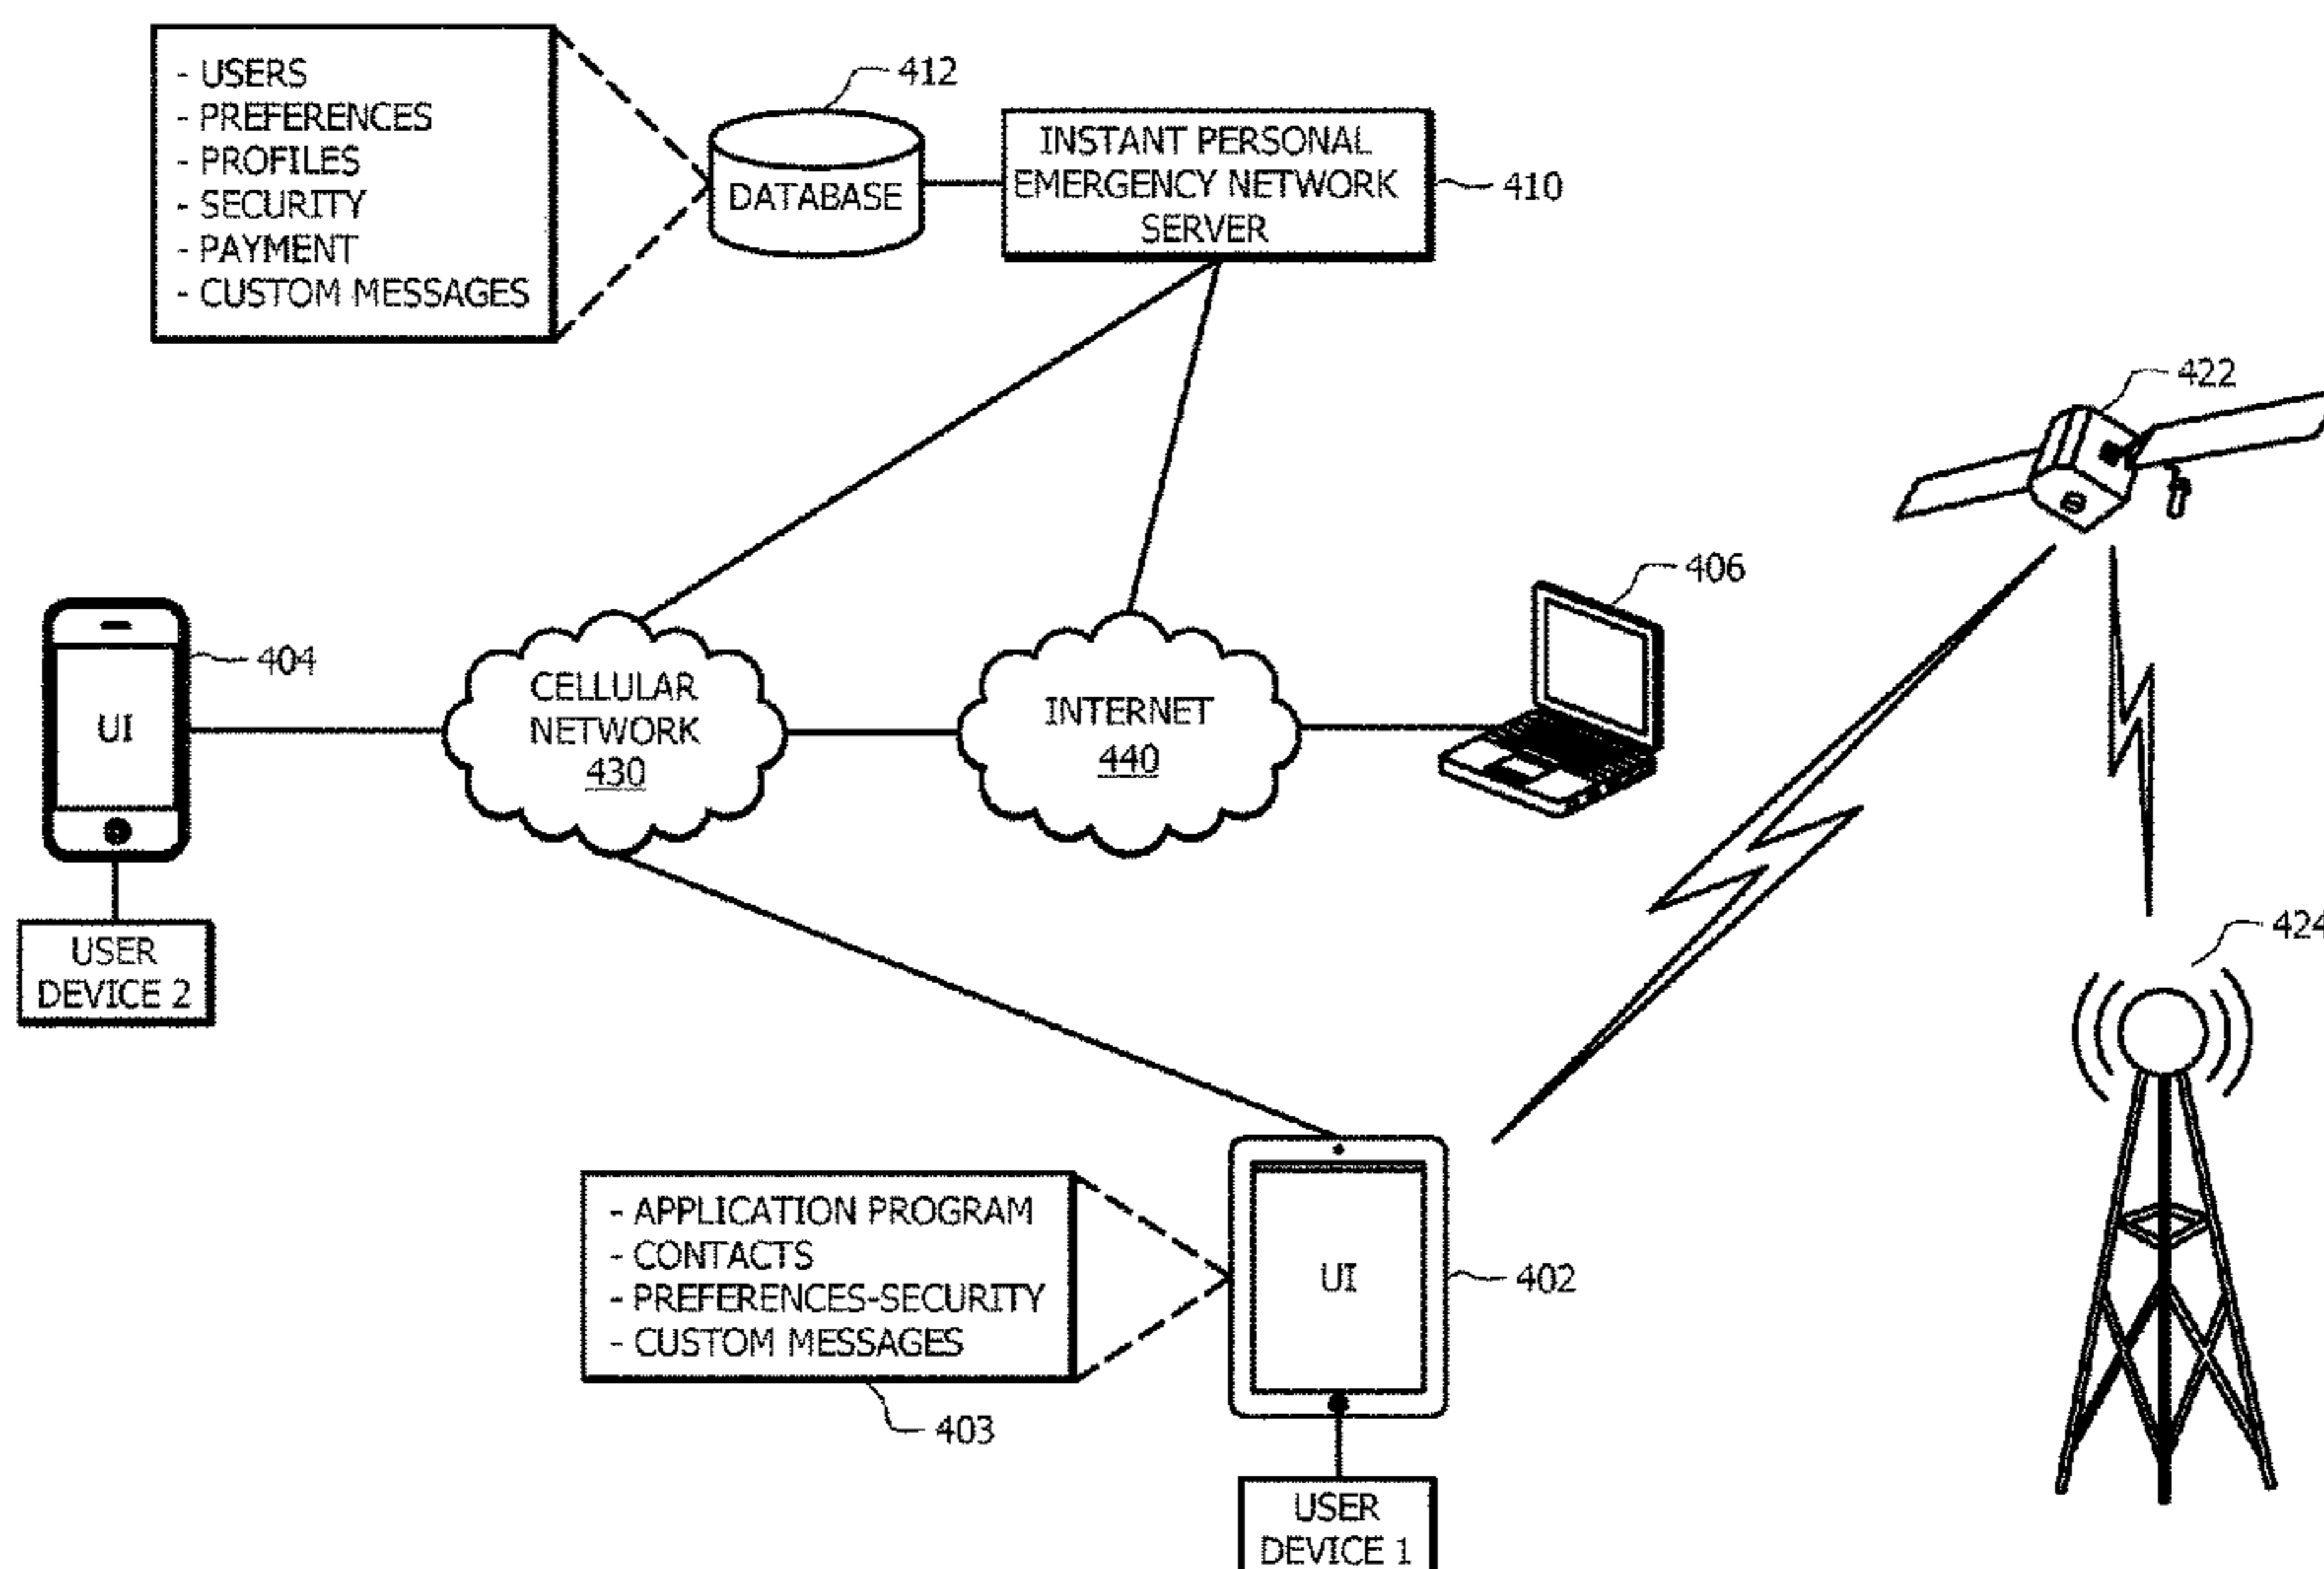 - USERS
- PREFERENCES
- PROFILES
- SECURITY
- PAYMENT
- CUSTOM MESSAGES
412
DATABASE
INSTANT PERSONAL
EMERGENCY NETWORK
SERVER
410
422
406
404
UI
CELLULAR
NETWORK
430
INTERNET
440
USER
DEVICE 2
424
- APPLICATION PROGRAM
- CONTACTS
- PREFERENCES-SECURITY
- CUSTOM MESSAGES
403
UI
402
USER
DEVICE 1